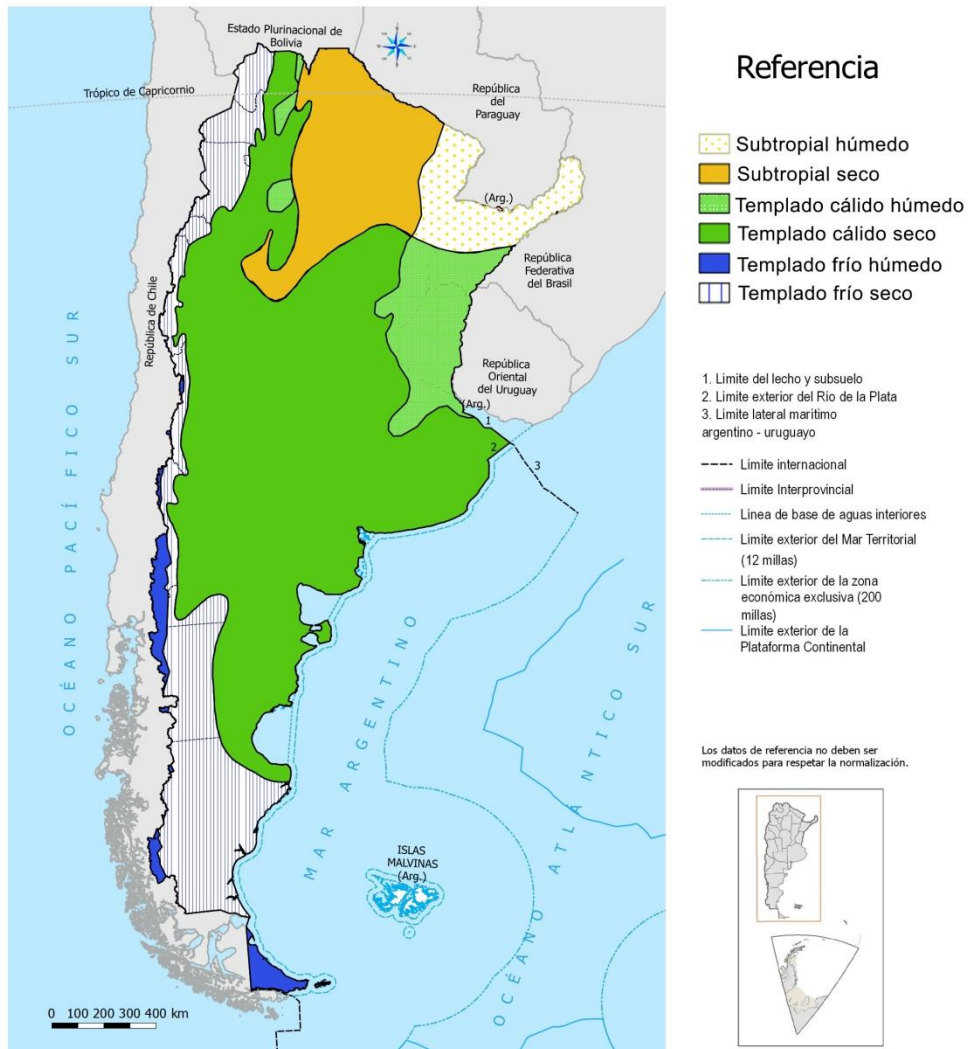 Estado Plurinacional de
Bolivia
Trópico de Capricornio
República
del
Paraguay
(Arg.)
República
Federativa
del Brasil
República de Chile
República
Oriental
del Uruguay
(Arg.)
1
2
3
OCÉANO PACÍFICO SUR
MAR ARGENTINO
OCÉANO ATLÁNTICO SUR
ISLAS
MALVINAS
(Arg.)
0 100 200 300 400 km
Referencia
Subtropial húmedo
Subtropial seco
Templado cálido húmedo
Templado cálido seco
Templado frío húmedo
Templado frío seco
1. Limite del lecho y subsuelo
2. Limite exterior del Rio de la Plata
3. Limite lateral marítimo
argentino - uruguayo
Limite internacional
Limite Interprovincial
Linea de base de aguas interiores
Limite exterior del Mar Territorial
(12 millas)
Limite exterior de la zona
económica exclusiva (200
millas)
Limite exterior de la
Plataforma Continental
Los datos de referencia no deben ser
modificados para respetar la normalización.